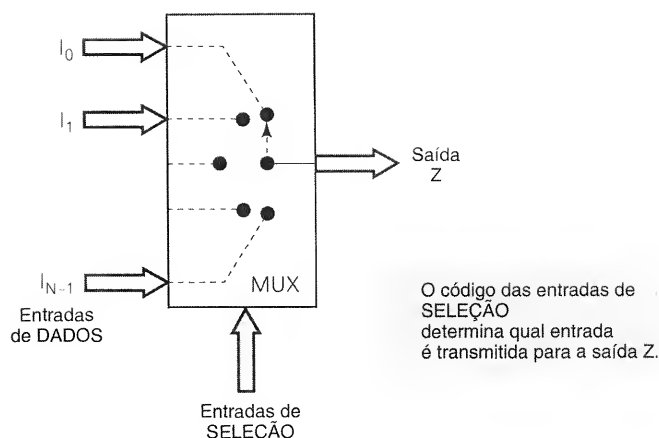 I₀
I₁
I_N-1
Entradas
de DADOS
MUX
Saída
Z
Entradas de
SELEÇÃO
O código das entradas de
SELEÇÃO
determina qual entrada
é transmitida para a saída Z.